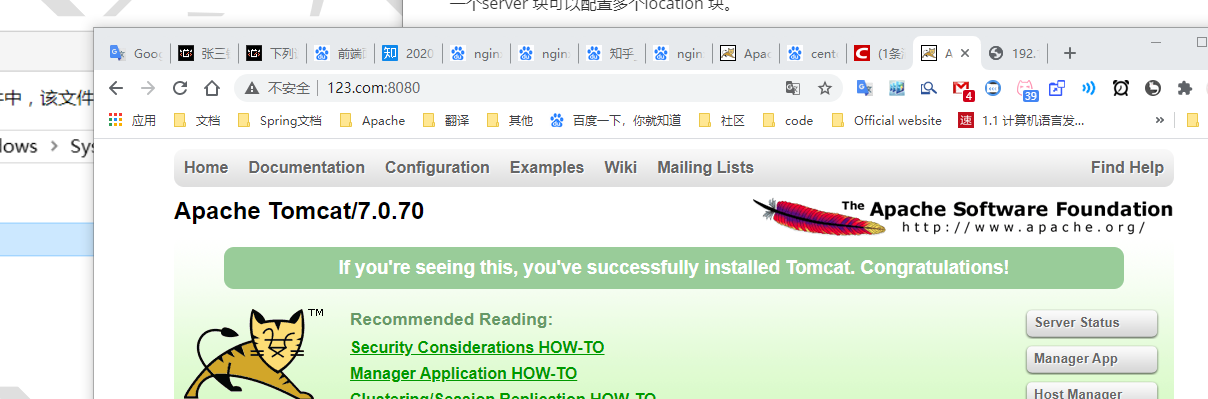 一个server 块可以配置多个location 块。
Goo 张三 下列 前端 2020 ngin ngin 知乎 ngin Apac cent (1条 A 192.
不安全 123.com:8080
4 39
件中，该文件
应用 文档 Spring文档 Apache 翻译 其他 百度一下，你就知道 社区 code Official website 速 1.1 计算机语言发... »
dows Sys
Home Documentation Configuration Examples Wiki Mailing Lists Find Help
Apache Tomcat/7.0.70
The Apache Software Foundation
http://www.apache.org/
If you're seeing this, you've successfully installed Tomcat. Congratulations!
TM
Recommended Reading:
Security Considerations HOW-TO
Manager Application HOW-TO
Clustering/Session Replication HOW-TO
Server Status
Manager App
Host Manager